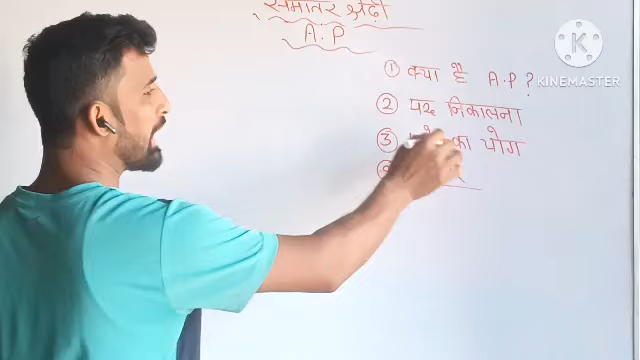 समांतर श्रेढ़ी
A.P
① क्या है A.P?
② पद निकालना
③ का योग
KINEMASTER